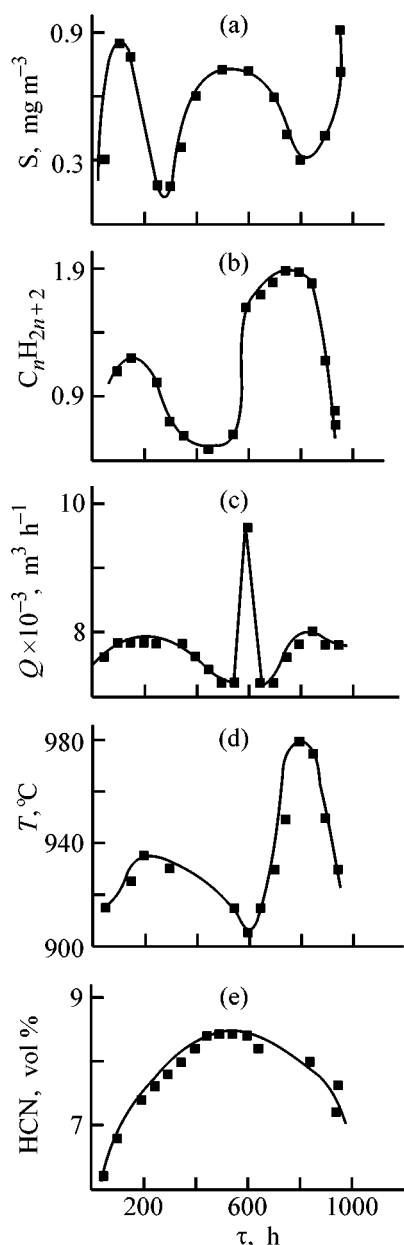 (a)
0.9
0.3
S, mg m⁻³
(b)
1.9
0.9
CₙH₂ₙ₊₂
(c)
10
8
Q×10⁻³, m³ h⁻¹
(d)
980
940
900
T, °C
(e)
9
7
HCN, vol %
200 600 1000
τ, h